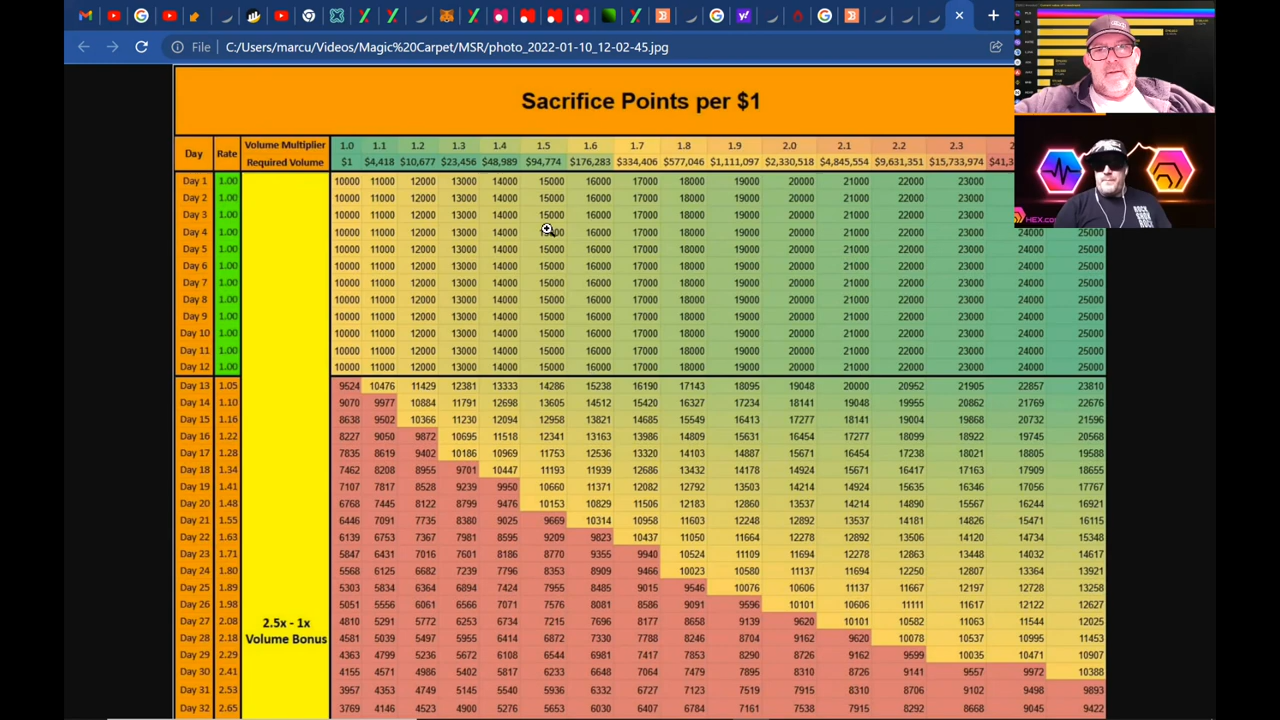 File C:/Users/marcu/Videos/Magic%20Carpet/MSR/photo_2022-01-10_12-02-45.jpg
Sacrifice Points per $1
Day Rate Volume Multiplier 1.0 1.1 1.2 1.3 1.4 1.5 1.6 1.7 1.8 1.9 2.0 2.1 2.2 2.3
Required Volume $1 $4,418 $10,677 $23,456 $48,989 $94,774 $176,283 $334,406 $577,046 $1,111,097 $2,330,518 $4,845,554 $9,631,351 $15,733,974
Day 1 1.00 10000 11000 12000 13000 14000 15000 16000 17000 18000 19000 20000 21000 22000 23000
Day 2 1.00 10000 11000 12000 13000 14000 15000 16000 17000 18000 19000 20000 21000 22000 23000
Day 3 1.00 10000 11000 12000 13000 14000 15000 16000 17000 18000 19000 20000 21000 22000 23000
Day 4 1.00 10000 11000 12000 13000 14000 16000 17000 18000 19000 20000 21000 22000 23000 24000 25000
Day 5 1.00 10000 11000 12000 13000 14000 15000 16000 17000 18000 19000 20000 21000 22000 23000 24000 25000
Day 6 1.00 10000 11000 12000 13000 14000 15000 16000 17000 18000 19000 20000 21000 22000 23000 24000 25000
Day 7 1.00 10000 11000 12000 13000 14000 15000 16000 17000 18000 19000 20000 21000 22000 23000 24000 25000
Day 8 1.00 10000 11000 12000 13000 14000 15000 16000 17000 18000 19000 20000 21000 22000 23000 24000 25000
Day 9 1.00 10000 11000 12000 13000 14000 15000 16000 17000 18000 19000 20000 21000 22000 23000 24000 25000
Day 10 1.00 10000 11000 12000 13000 14000 15000 16000 17000 18000 19000 20000 21000 22000 23000 24000 25000
Day 11 1.00 10000 11000 12000 13000 14000 15000 16000 17000 18000 19000 20000 21000 22000 23000 24000 25000
Day 12 1.00 10000 11000 12000 13000 14000 15000 16000 17000 18000 19000 20000 21000 22000 23000 24000 25000
Day 13 1.05 9524 10476 11429 12381 13333 14286 15238 16190 17143 18095 19048 20000 20952 21905 22857 23810
Day 14 1.10 9070 9977 10884 11791 12698 13605 14512 15420 16327 17234 18141 19048 19955 20862 21769 22676
Day 15 1.16 8638 9502 10366 11230 12094 12958 13821 14685 15549 16413 17277 18141 19004 19868 20732 21596
Day 16 1.22 8227 9050 9872 10695 11518 12341 13163 13986 14809 15631 16454 17277 18099 18922 19745 20568
Day 17 1.28 7835 8619 9402 10186 10969 11753 12536 13320 14103 14887 15671 16454 17238 18021 18805 19588
Day 18 1.34 7462 8208 8955 9701 10447 11193 11939 12686 13432 14178 14924 15671 16417 17163 17909 18655
Day 19 1.41 7107 7817 8528 9239 9950 10660 11371 12082 12792 13503 14214 14924 15635 16346 17056 17767
Day 20 1.48 6768 7445 8122 8799 9476 10153 10829 11506 12183 12860 13537 14214 14890 15567 16244 16921
Day 21 1.55 6446 7091 7735 8380 9025 9669 10314 10958 11603 12248 12892 13537 14181 14826 15471 16115
Day 22 1.63 6139 6753 7367 7981 8595 9209 9823 10437 11050 11664 12278 12892 13506 14120 14734 15348
Day 23 1.71 5847 6431 7016 7601 8186 8770 9355 9940 10524 11109 11694 12278 12863 13448 14032 14617
Day 24 1.80 5568 6125 6682 7239 7796 8353 8909 9466 10023 10580 11137 11694 12250 12807 13364 13921
Day 25 1.89 5303 5834 6364 6894 7424 7955 8485 9015 9546 10076 10606 11137 11667 12197 12728 13258
Day 26 1.98 5051 5556 6061 6566 7071 7576 8081 8586 9091 9596 10101 10606 11111 11617 12122 12627
Day 27 2.08 4810 5291 5772 6253 6734 7215 7696 8177 8658 9139 9620 10101 10582 11063 11544 12025
Day 28 2.18 4581 5039 5497 5955 6414 6872 7330 7788 8246 8704 9162 9620 10078 10537 10995 11453
Day 29 2.29 4363 4799 5236 5672 6108 6544 6981 7417 7853 8290 8726 9162 9599 10035 10471 10907
Day 30 2.41 4155 4571 4986 5402 5817 6233 6648 7064 7479 7895 8310 8726 9141 9557 9972 10388
Day 31 2.53 3957 4353 4749 5145 5540 5936 6332 6727 7123 7519 7915 8310 8706 9102 9498 9893
Day 32 2.65 3769 4146 4523 4900 5276 5653 6030 6407 6784 7161 7538 7915 8292 8668 9045 9422
2.5x - 1x
Volume Bonus
HEX.co
ROCK